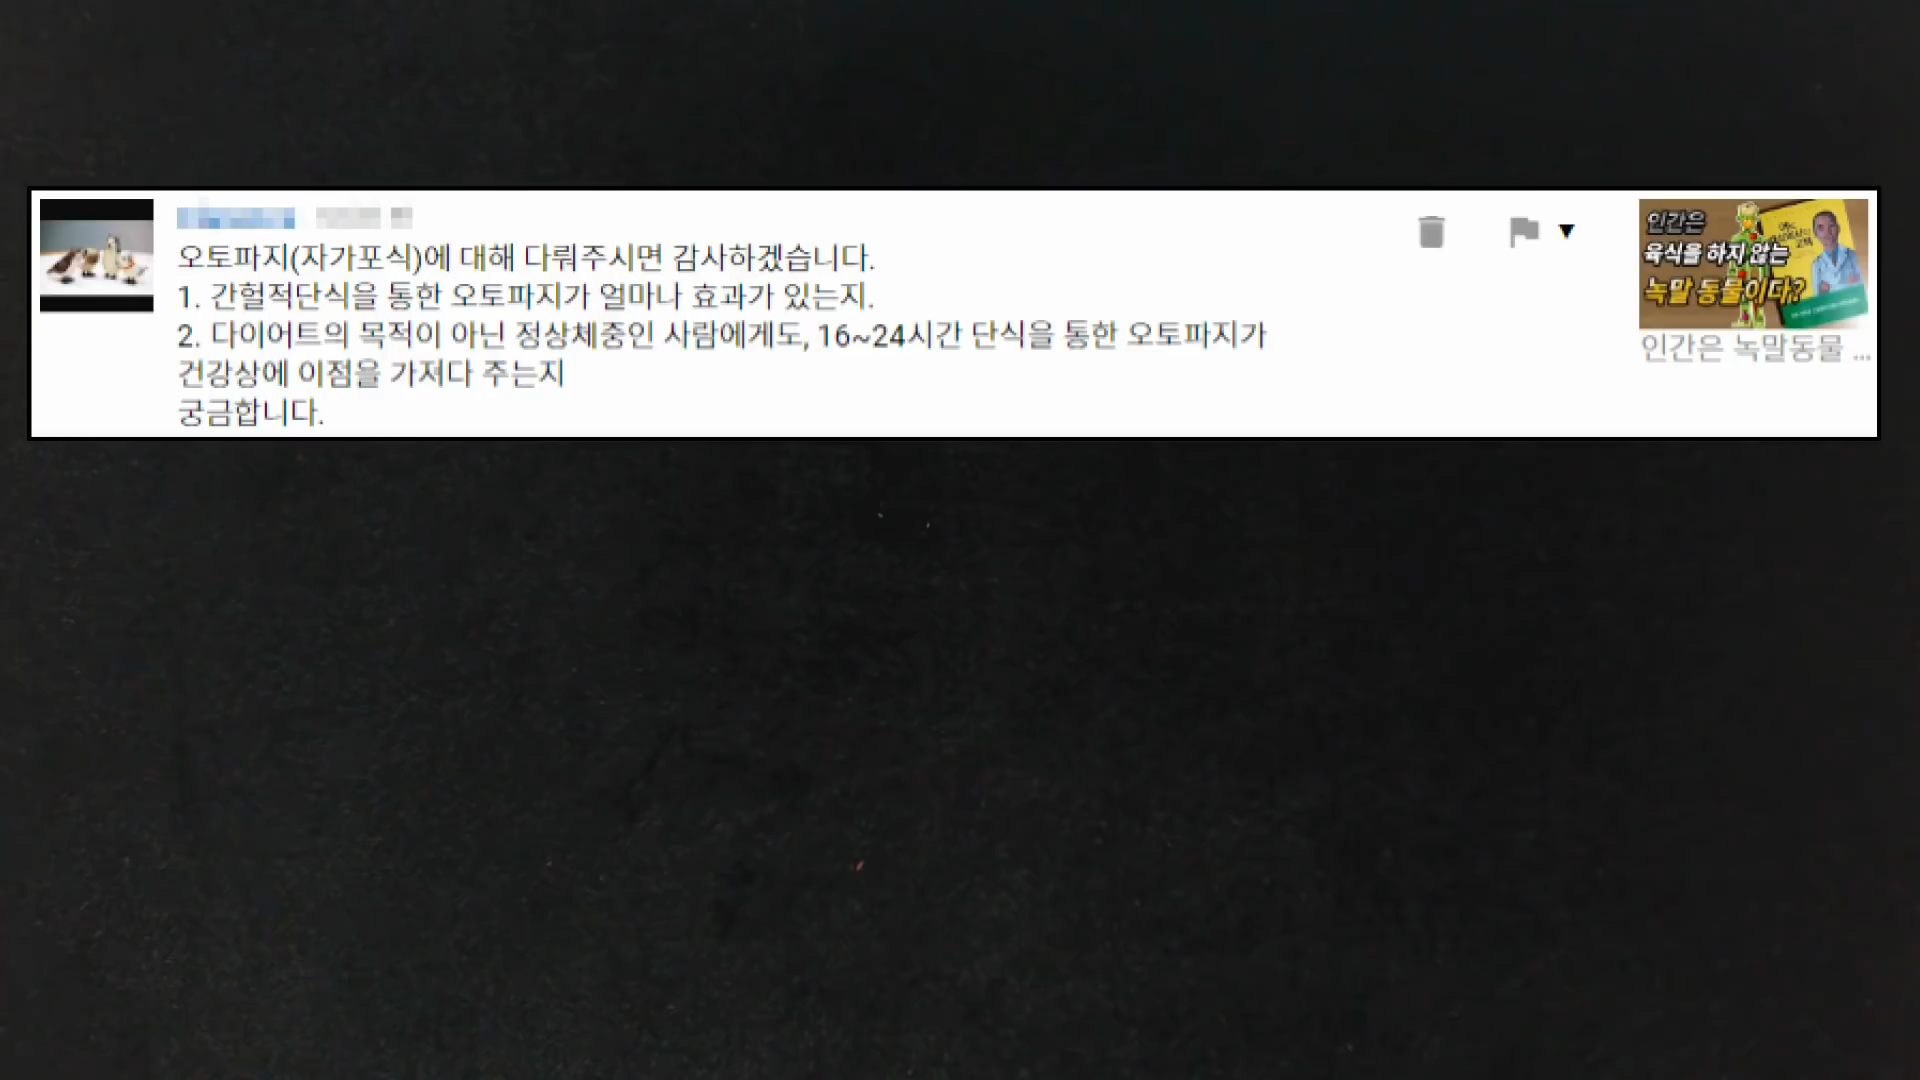 오토파지(자가포식)에 대해 다뤄주시면 감사하겠습니다.
1. 간헐적단식을 통한 오토파지가 얼마나 효과가 있는지.
2. 다이어트의 목적이 아닌 정상체중인 사람에게도, 16~24시간 단식을 통한 오토파지가
건강상에 이점을 가져다 주는지
궁금합니다.
인간은
육식을 하지 않는
녹말 동물이다?
인간은 녹말동물 ...